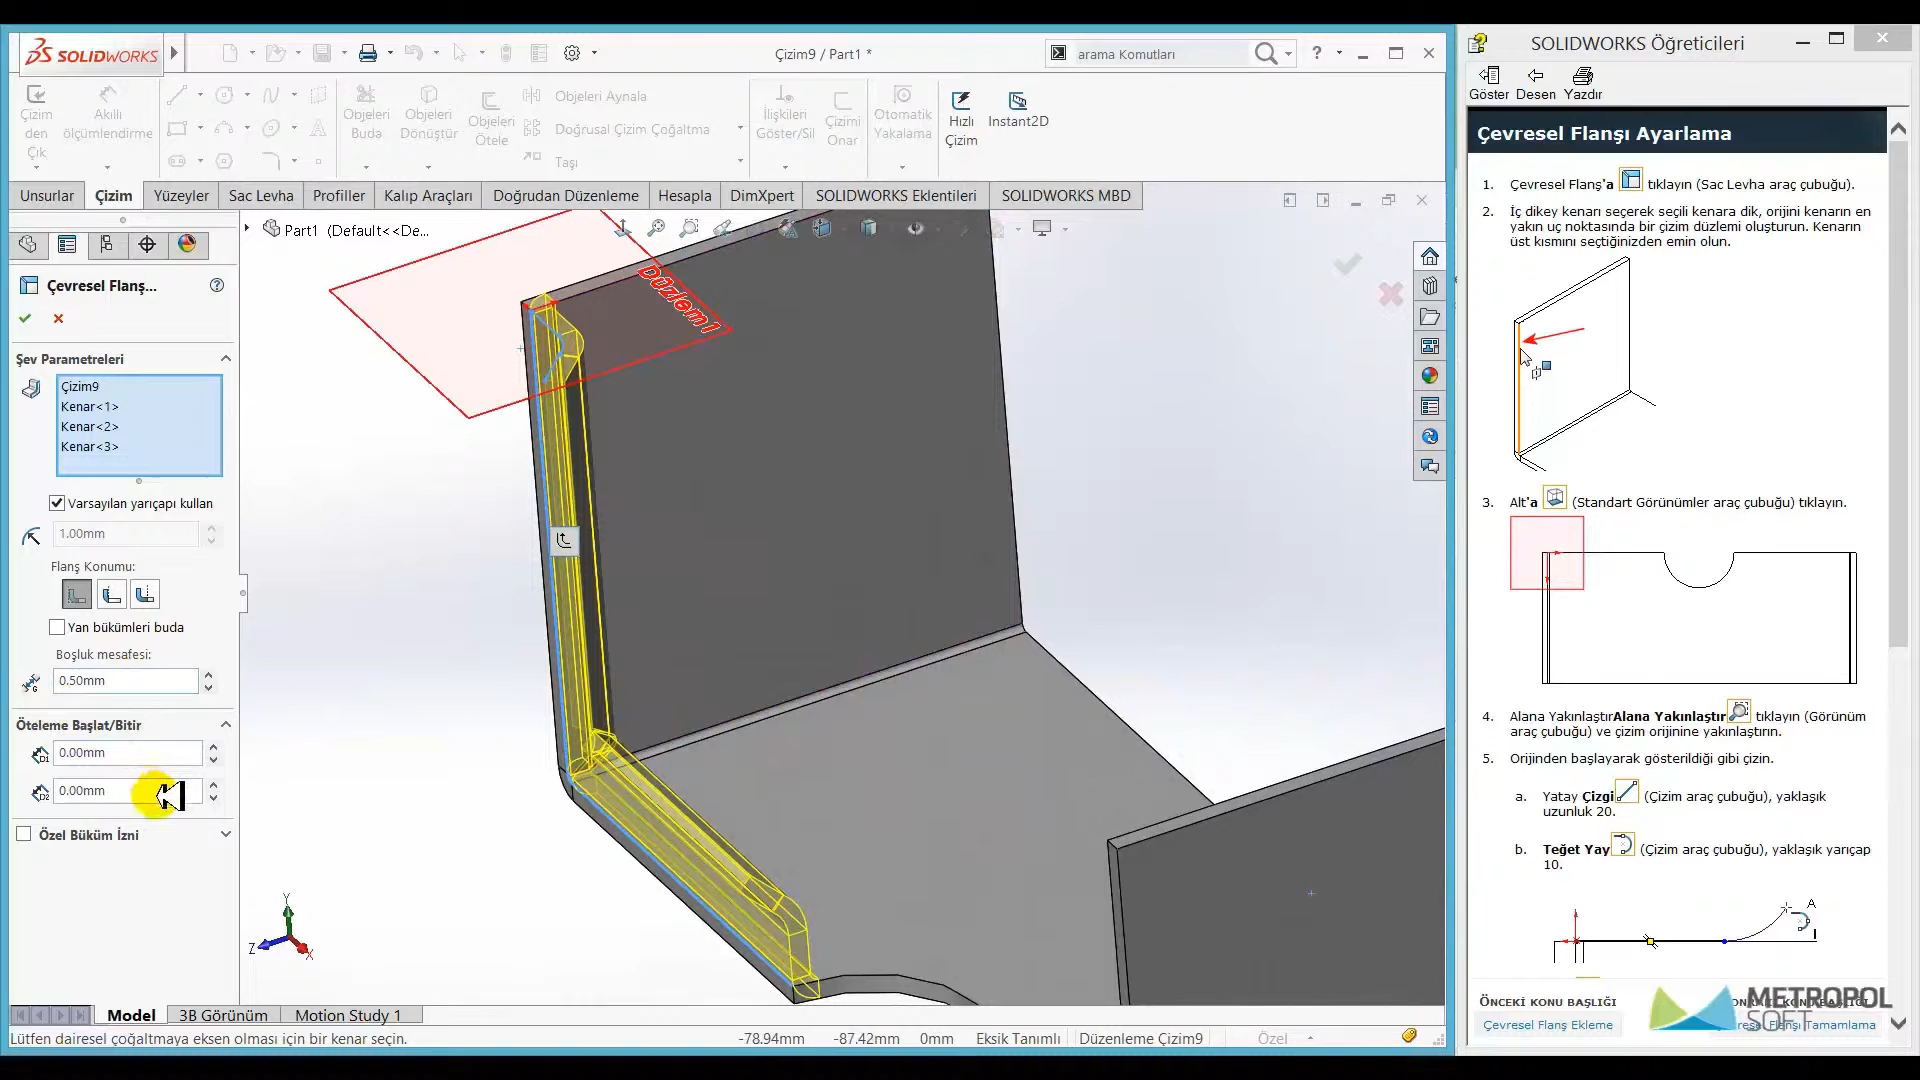 SOLIDWORKS
Çizim9 / Part1 *
arama Komutları
Çizim
den
Çık
Akıllı
ölçümlendirme
Objeleri
Buda
Objeleri
Dönüştür
Objeleri
Ötele
Objeleri Aynala
Doğrusal Çizim Çoğaltma
Taşı
İlişkileri
Göster/Sil
Çizimi
Onar
Otomatik
Yakalama
Hızlı
Çizim
Instant2D
Unsurlar
Çizim
Yüzeyler
Sac Levha
Profiller
Kalıp Araçları
Doğrudan Düzenleme
Hesapla
DimXpert
SOLIDWORKS Eklentileri
SOLIDWORKS MBD
Part1 (Default<<De...
Düzlem1
Çevresel Flanş...
Şev Parametreleri
Çizim9
Kenar<1>
Kenar<2>
Kenar<3>
Varsayılan yarıçapı kullan
1.00mm
Flanş Konumu:
Yan bükümleri buda
Boşluk mesafesi:
0.50mm
Öteleme Başlat/Bitir
0.00mm
0.00mm
Özel Büküm İzni
Y
Z
X
Model
3B Görünüm
Motion Study 1
Lütfen dairesel çoğaltmaya eksen olması için bir kenar seçin.
-78.94mm
-87.42mm
0mm
Eksik Tanımlı
Düzenleme Çizim9
Özel
SOLIDWORKS Öğreticileri
Göster
Desen
Yazdır
Çevresel Flanşı Ayarlama
1. Çevresel Flanş'a tıklayın (Sac Levha araç çubuğu).
2. İç dikey kenarı seçerek seçili kenara dik, orijini kenarın en
yakın uç noktasında bir çizim düzlemi oluşturun. Kenarın
üst kısmını seçtiğinizden emin olun.
3. Alt'a (Standart Görünümler araç çubuğu) tıklayın.
4. Alana YakınlaştırAlana Yakınlaştır tıklayın (Görünüm
araç çubuğu) ve çizim orijinine yakınlaştırın.
5. Orijinden başlayarak gösterildiği gibi çizin.
a. Yatay Çizgi (Çizim araç çubuğu), yaklaşık
uzunluk 20.
b. Teğet Yay (Çizim araç çubuğu), yaklaşık yarıçap
10.
A
ÖNCEKİ KONU BAŞLIĞI
Çevresel Flanş Ekleme
Flanşı Tamamlama
METROPOL
SOFT